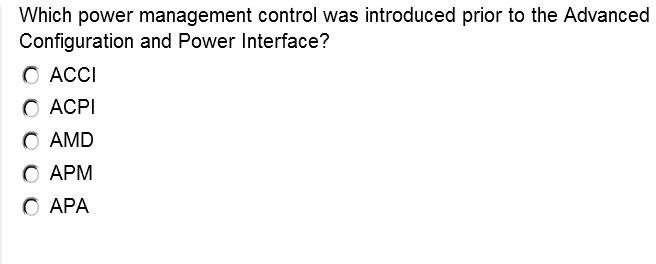 Which power management control was introduced prior to the Advanced
Configuration and Power Interface?
ACCI
ACPI
AMD
APM
APA